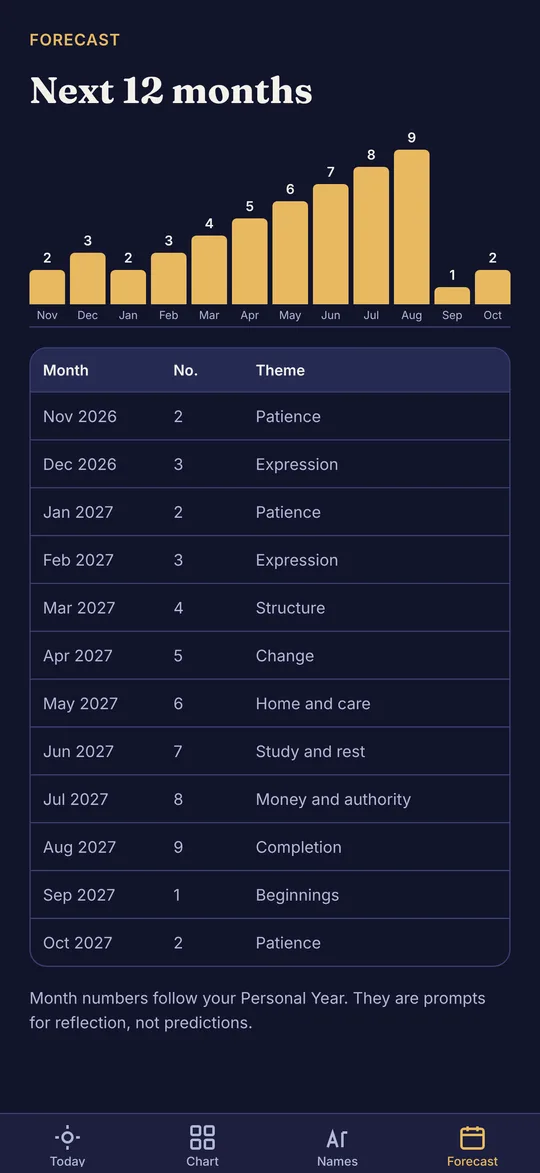 FORECAST
Next 12 months
2 3 2 3 4 5 6 7 8 9 1 2
Nov Dec Jan Feb Mar Apr May Jun Jul Aug Sep Oct
Month No. Theme
Nov 2026 2 Patience
Dec 2026 3 Expression
Jan 2027 2 Patience
Feb 2027 3 Expression
Mar 2027 4 Structure
Apr 2027 5 Change
May 2027 6 Home and care
Jun 2027 7 Study and rest
Jul 2027 8 Money and authority
Aug 2027 9 Completion
Sep 2027 1 Beginnings
Oct 2027 2 Patience
Month numbers follow your Personal Year. They are prompts
for reflection, not predictions.
Today Chart Names Forecast